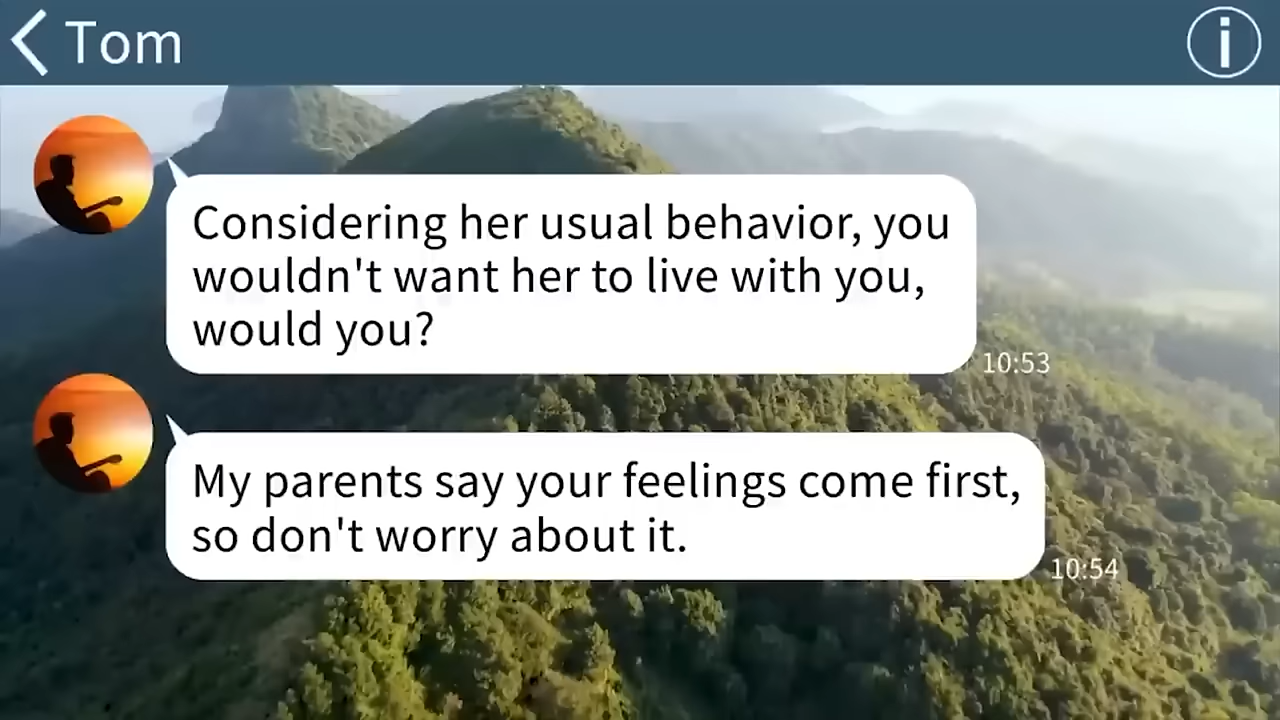 Tom
Considering her usual behavior, you
wouldn't want her to live with you,
would you?
10:53
My parents say your feelings come first,
so don't worry about it.
10:54